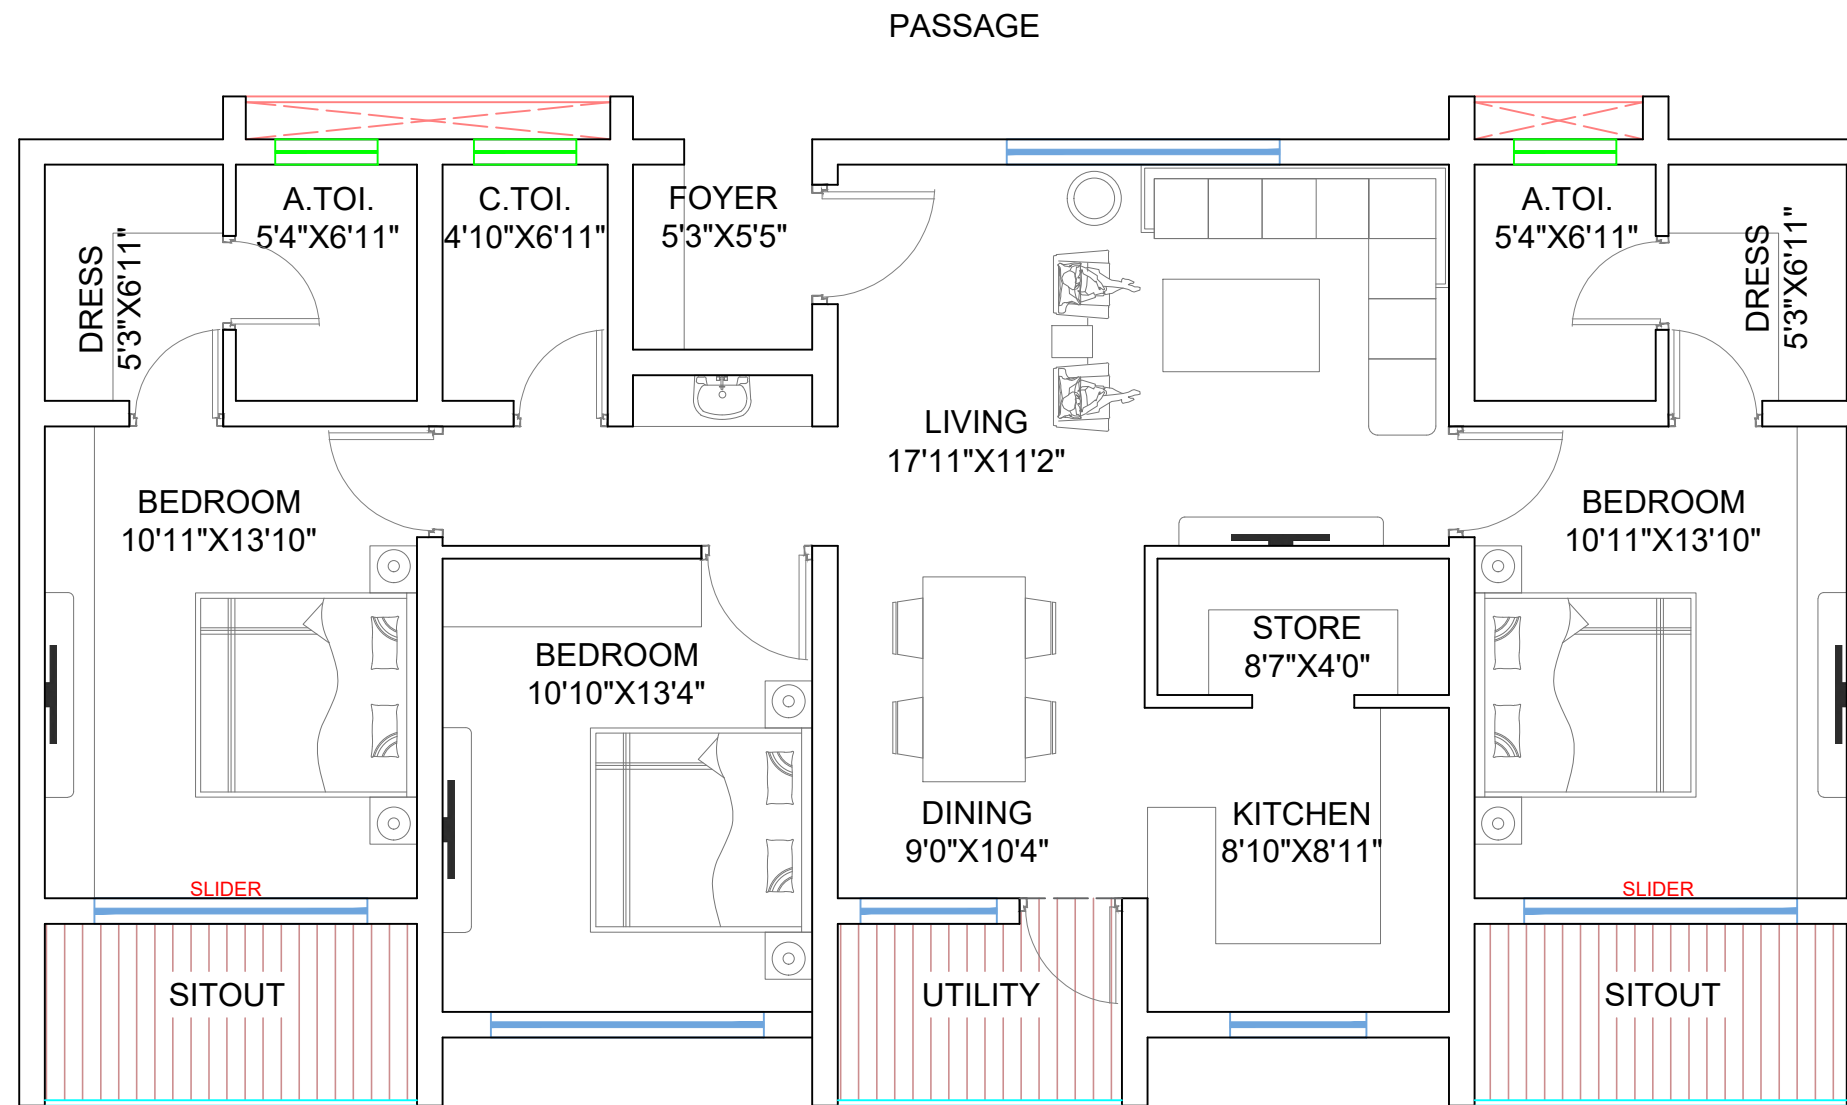 PASSAGE
A.TOI.
5'4"X6'11"
C.TOI.
4'10"X6'11"
FOYER
5'3"X5'5"
A.TOI.
5'4"X6'11"
DRESS
5'3"X6'11"
DRESS
5'3"X6'11"
LIVING
17'11"X11'2"
BEDROOM
10'11"X13'10"
BEDROOM
10'11"X13'10"
BEDROOM
10'10"X13'4"
STORE
8'7"X4'0"
DINING
9'0"X10'4"
KITCHEN
8'10"X8'11"
SLIDER
SLIDER
SITOUT
UTILITY
SITOUT